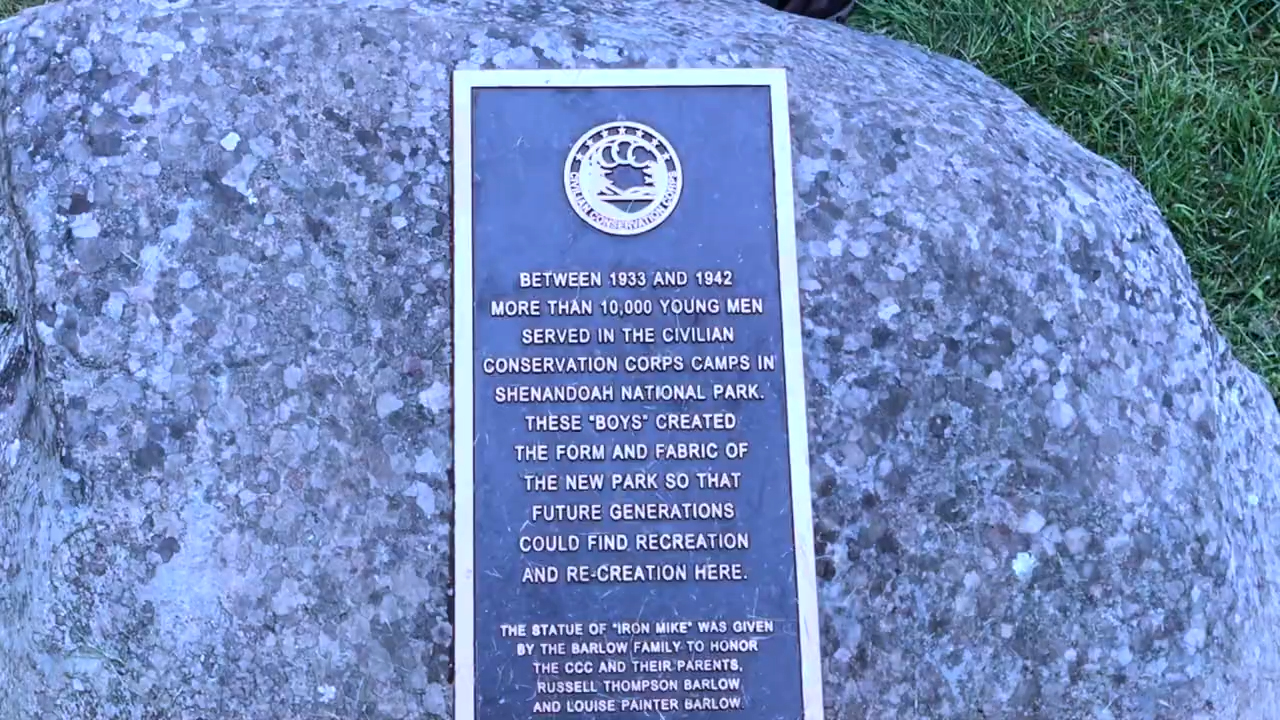 CCC
CIVILIAN CONSERVATION CORPS
BETWEEN 1933 AND 1942
MORE THAN 10,000 YOUNG MEN
SERVED IN THE CIVILIAN
CONSERVATION CORPS CAMPS IN
SHENANDOAH NATIONAL PARK.
THESE "BOYS" CREATED
THE FORM AND FABRIC OF
THE NEW PARK SO THAT
FUTURE GENERATIONS
COULD FIND RECREATION
AND RE-CREATION HERE.
THE STATUE OF "IRON MIKE" WAS GIVEN
BY THE BARLOW FAMILY TO HONOR
THE CCC AND THEIR PARENTS,
RUSSELL THOMPSON BARLOW
AND LOUISE PAINTER BARLOW.